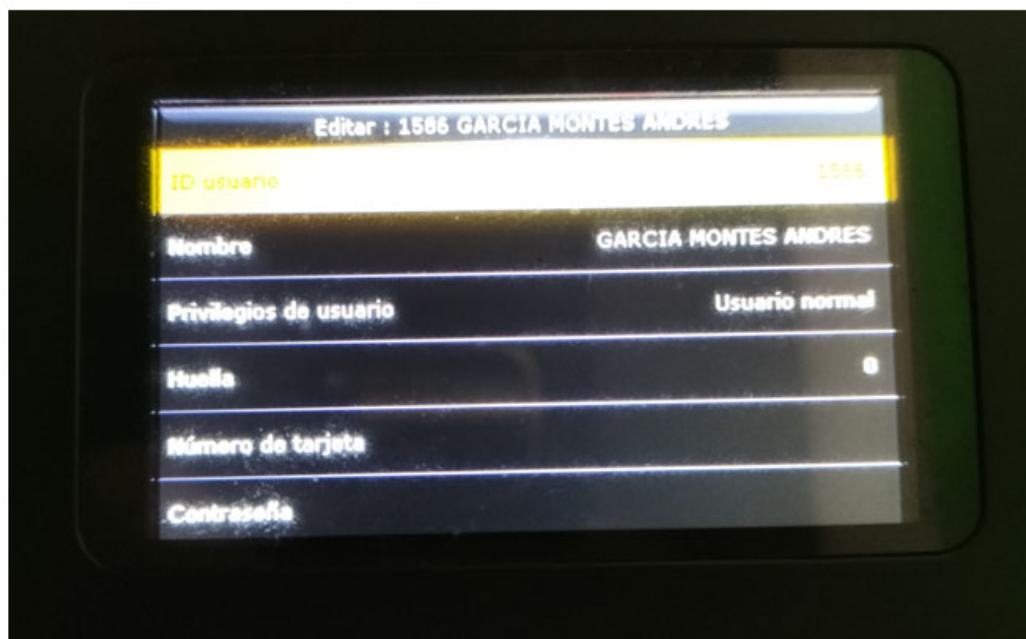 Editar : 1586 GARCIA MONTES ANDRES
ID usuario 1586
Nombre GARCIA MONTES ANDRES
Privilegios de usuario Usuario normal
Huella 0
Número de tarjeta
Contraseña